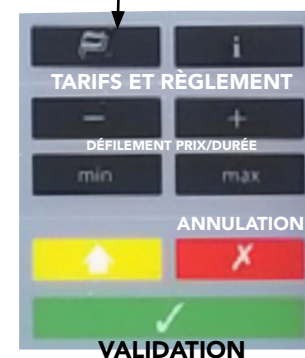 i
TARIFS ET RÈGLEMENT
- +
DÉFILEMENT PRIX/DURÉE
min max
ANNULATION
X
VALIDATION